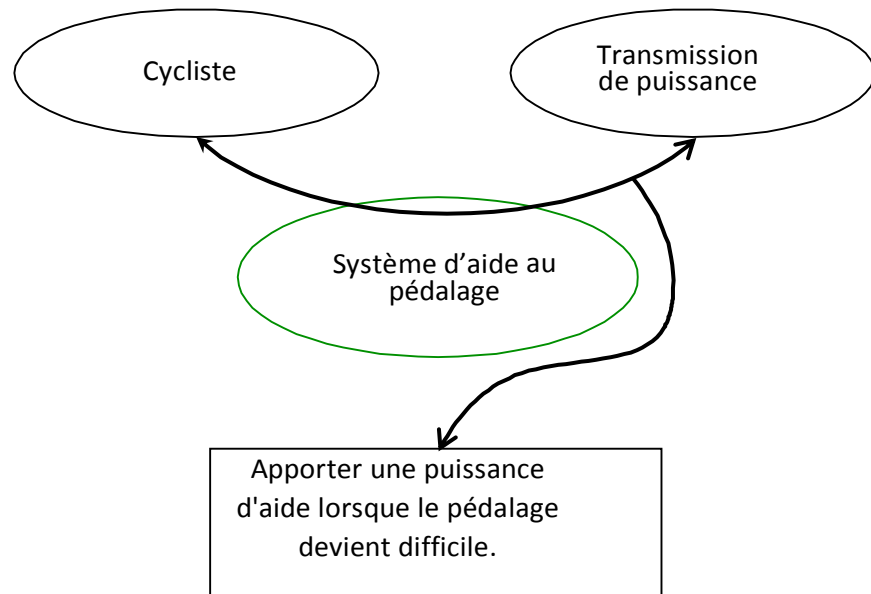 Cycliste
Transmission
de puissance
Système d’aide au
pédalage
Apporter une puissance
d'aide lorsque le pédalage
devient difficile.